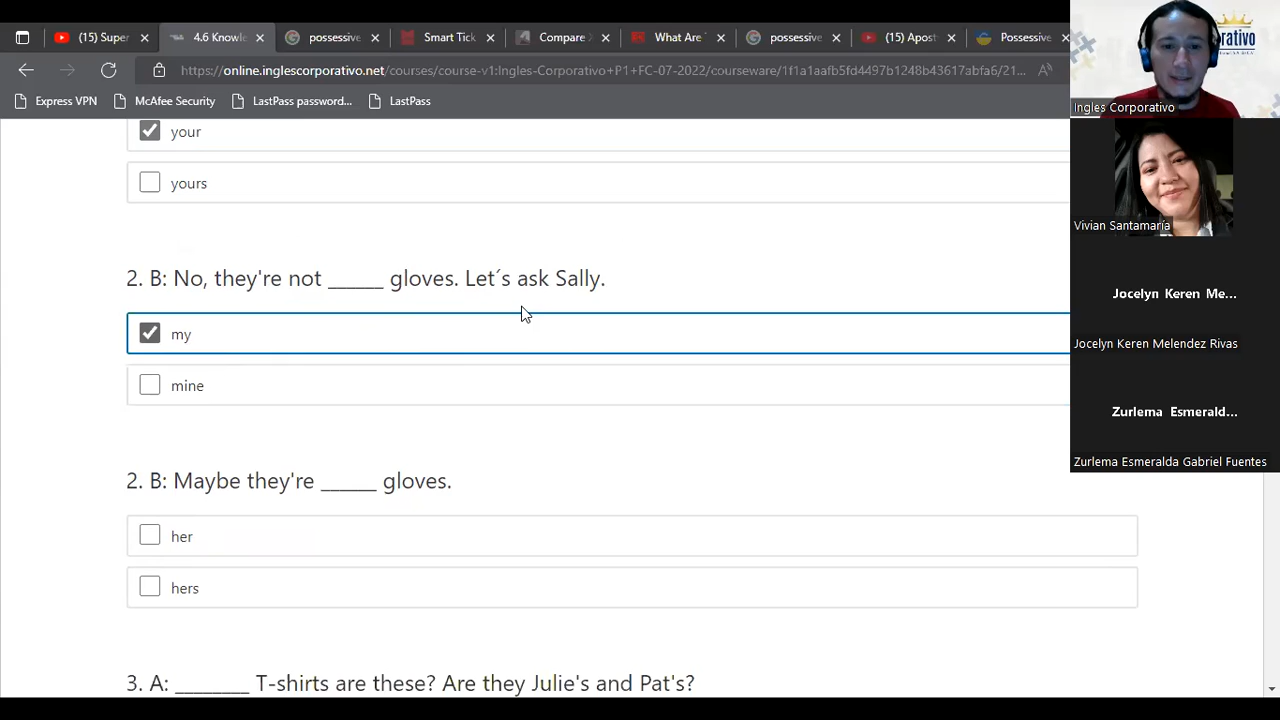 (15) Super
4.6 Knowle
possessive
Smart Tick
Compare
What Are
possessive
(15) Apost
Possessive
https://online.inglescorporativo.net/courses/course-v1:Ingles-Corporativo+P1+FC-07-2022/courseware/1f1a1aafb5fd4497b1248b43617abfa6/21...
Express VPN
McAfee Security
LastPass password...
LastPass
rativo
Ingles Corporativo
your
yours
Vivian Santamaría
2. B: No, they're not ______ gloves. Let´s ask Sally.
Jocelyn Keren Me...
my
Jocelyn Keren Melendez Rivas
mine
Zurlema Esmerald...
Zurlema Esmeralda Gabriel Fuentes
2. B: Maybe they're ______ gloves.
her
hers
3. A: ________ T-shirts are these? Are they Julie's and Pat's?